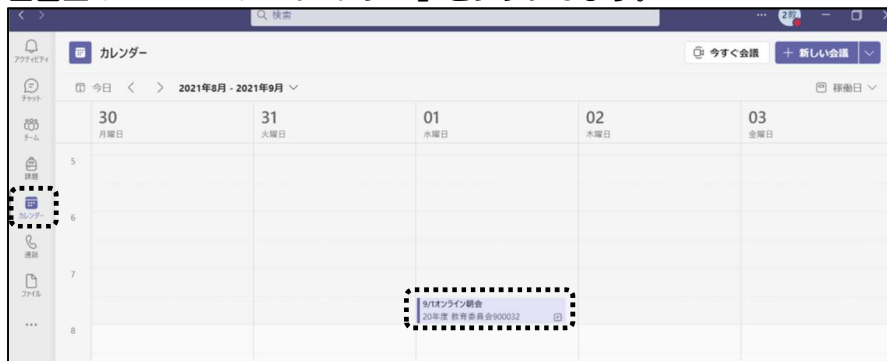 検索
2教
アクティビティ
カレンダー
今すぐ会議
+ 新しい会議
チャット
今日
2021年8月 - 2021年9月
稼働日
チーム
30
月曜日
31
火曜日
01
水曜日
02
木曜日
03
金曜日
課題
5
カレンダー
6
通話
7
ファイル
9/1オンライン朝会
20年度 教育委員会900032
...
8